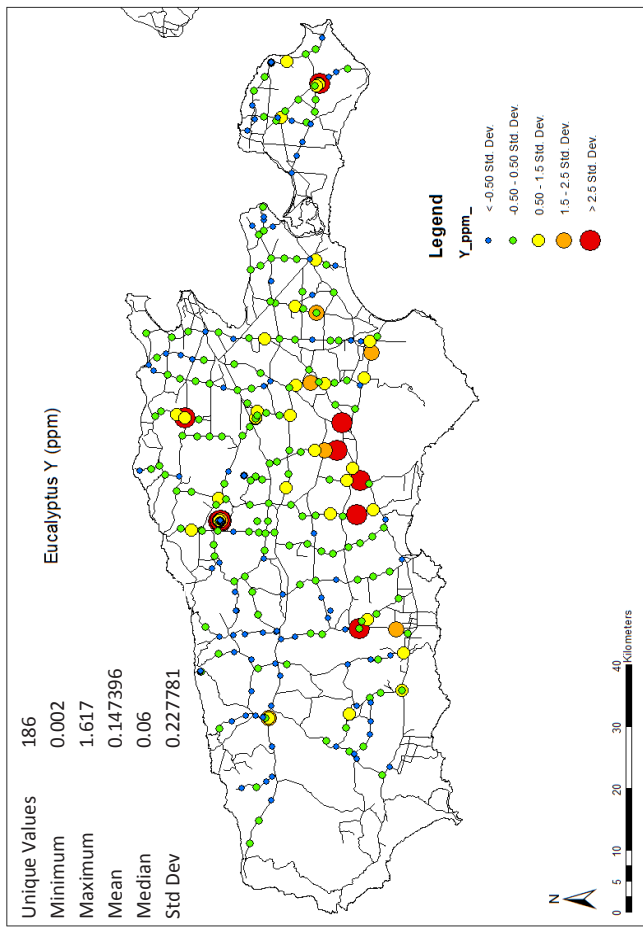 Unique Values 186
Minimum 0.002
Maximum 1.617
Mean 0.147396
Median 0.06
Std Dev 0.227781
Eucalyptus Y (ppm)
Legend
Y_ppm_
< -0.50 Std. Dev.
-0.50 - 0.50 Std. Dev.
0.50 - 1.5 Std. Dev.
1.5 - 2.5 Std. Dev.
> 2.5 Std. Dev.
N
0 5 10 20 30 40
Kilometers